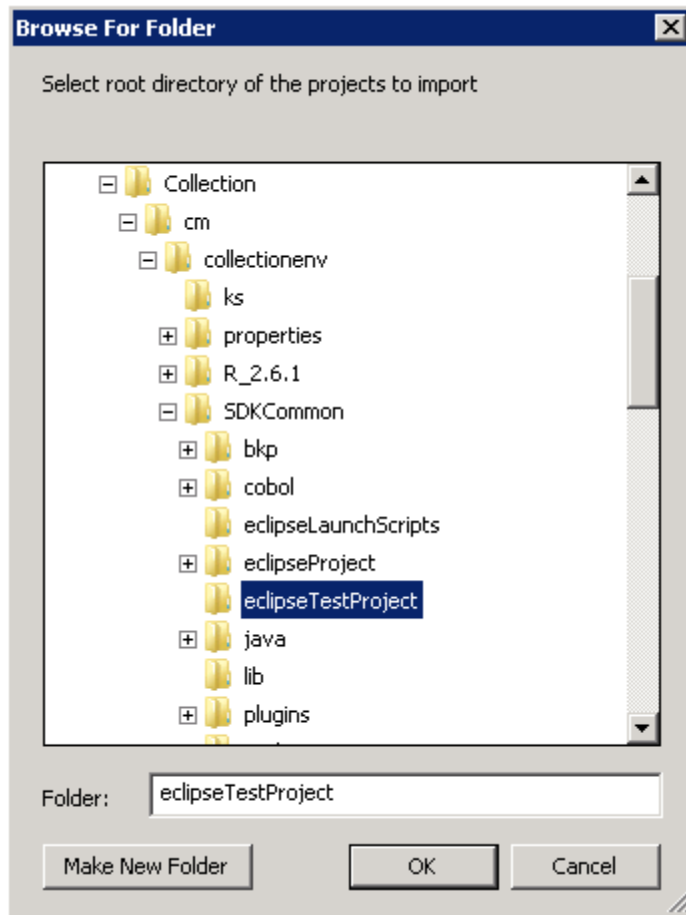 Browse For Folder
Select root directory of the projects to import
Collection
cm
collectionenv
ks
properties
R_2.6.1
SDKCommon
bkp
cobol
eclipseLaunchScripts
eclipseProject
eclipseTestProject
java
lib
plugins
Folder: eclipseTestProject
Make New Folder OK Cancel